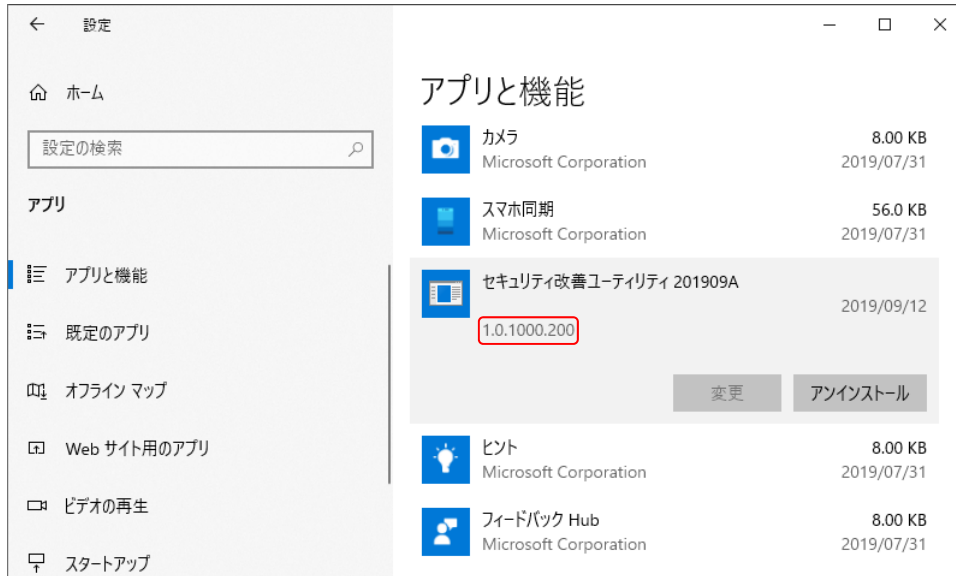 設定
ホーム
設定の検索
アプリ
アプリと機能
既定のアプリ
オフライン マップ
Web サイト用のアプリ
ビデオの再生
スタートアップ
アプリと機能
カメラ 8.00 KB
Microsoft Corporation 2019/07/31
スマホ同期 56.0 KB
Microsoft Corporation 2019/07/31
セキュリティ改善ユーティリティ 201909A
2019/09/12
1.0.1000.200
変更 アンインストール
ヒント 8.00 KB
Microsoft Corporation 2019/07/31
フィードバック Hub 8.00 KB
Microsoft Corporation 2019/07/31